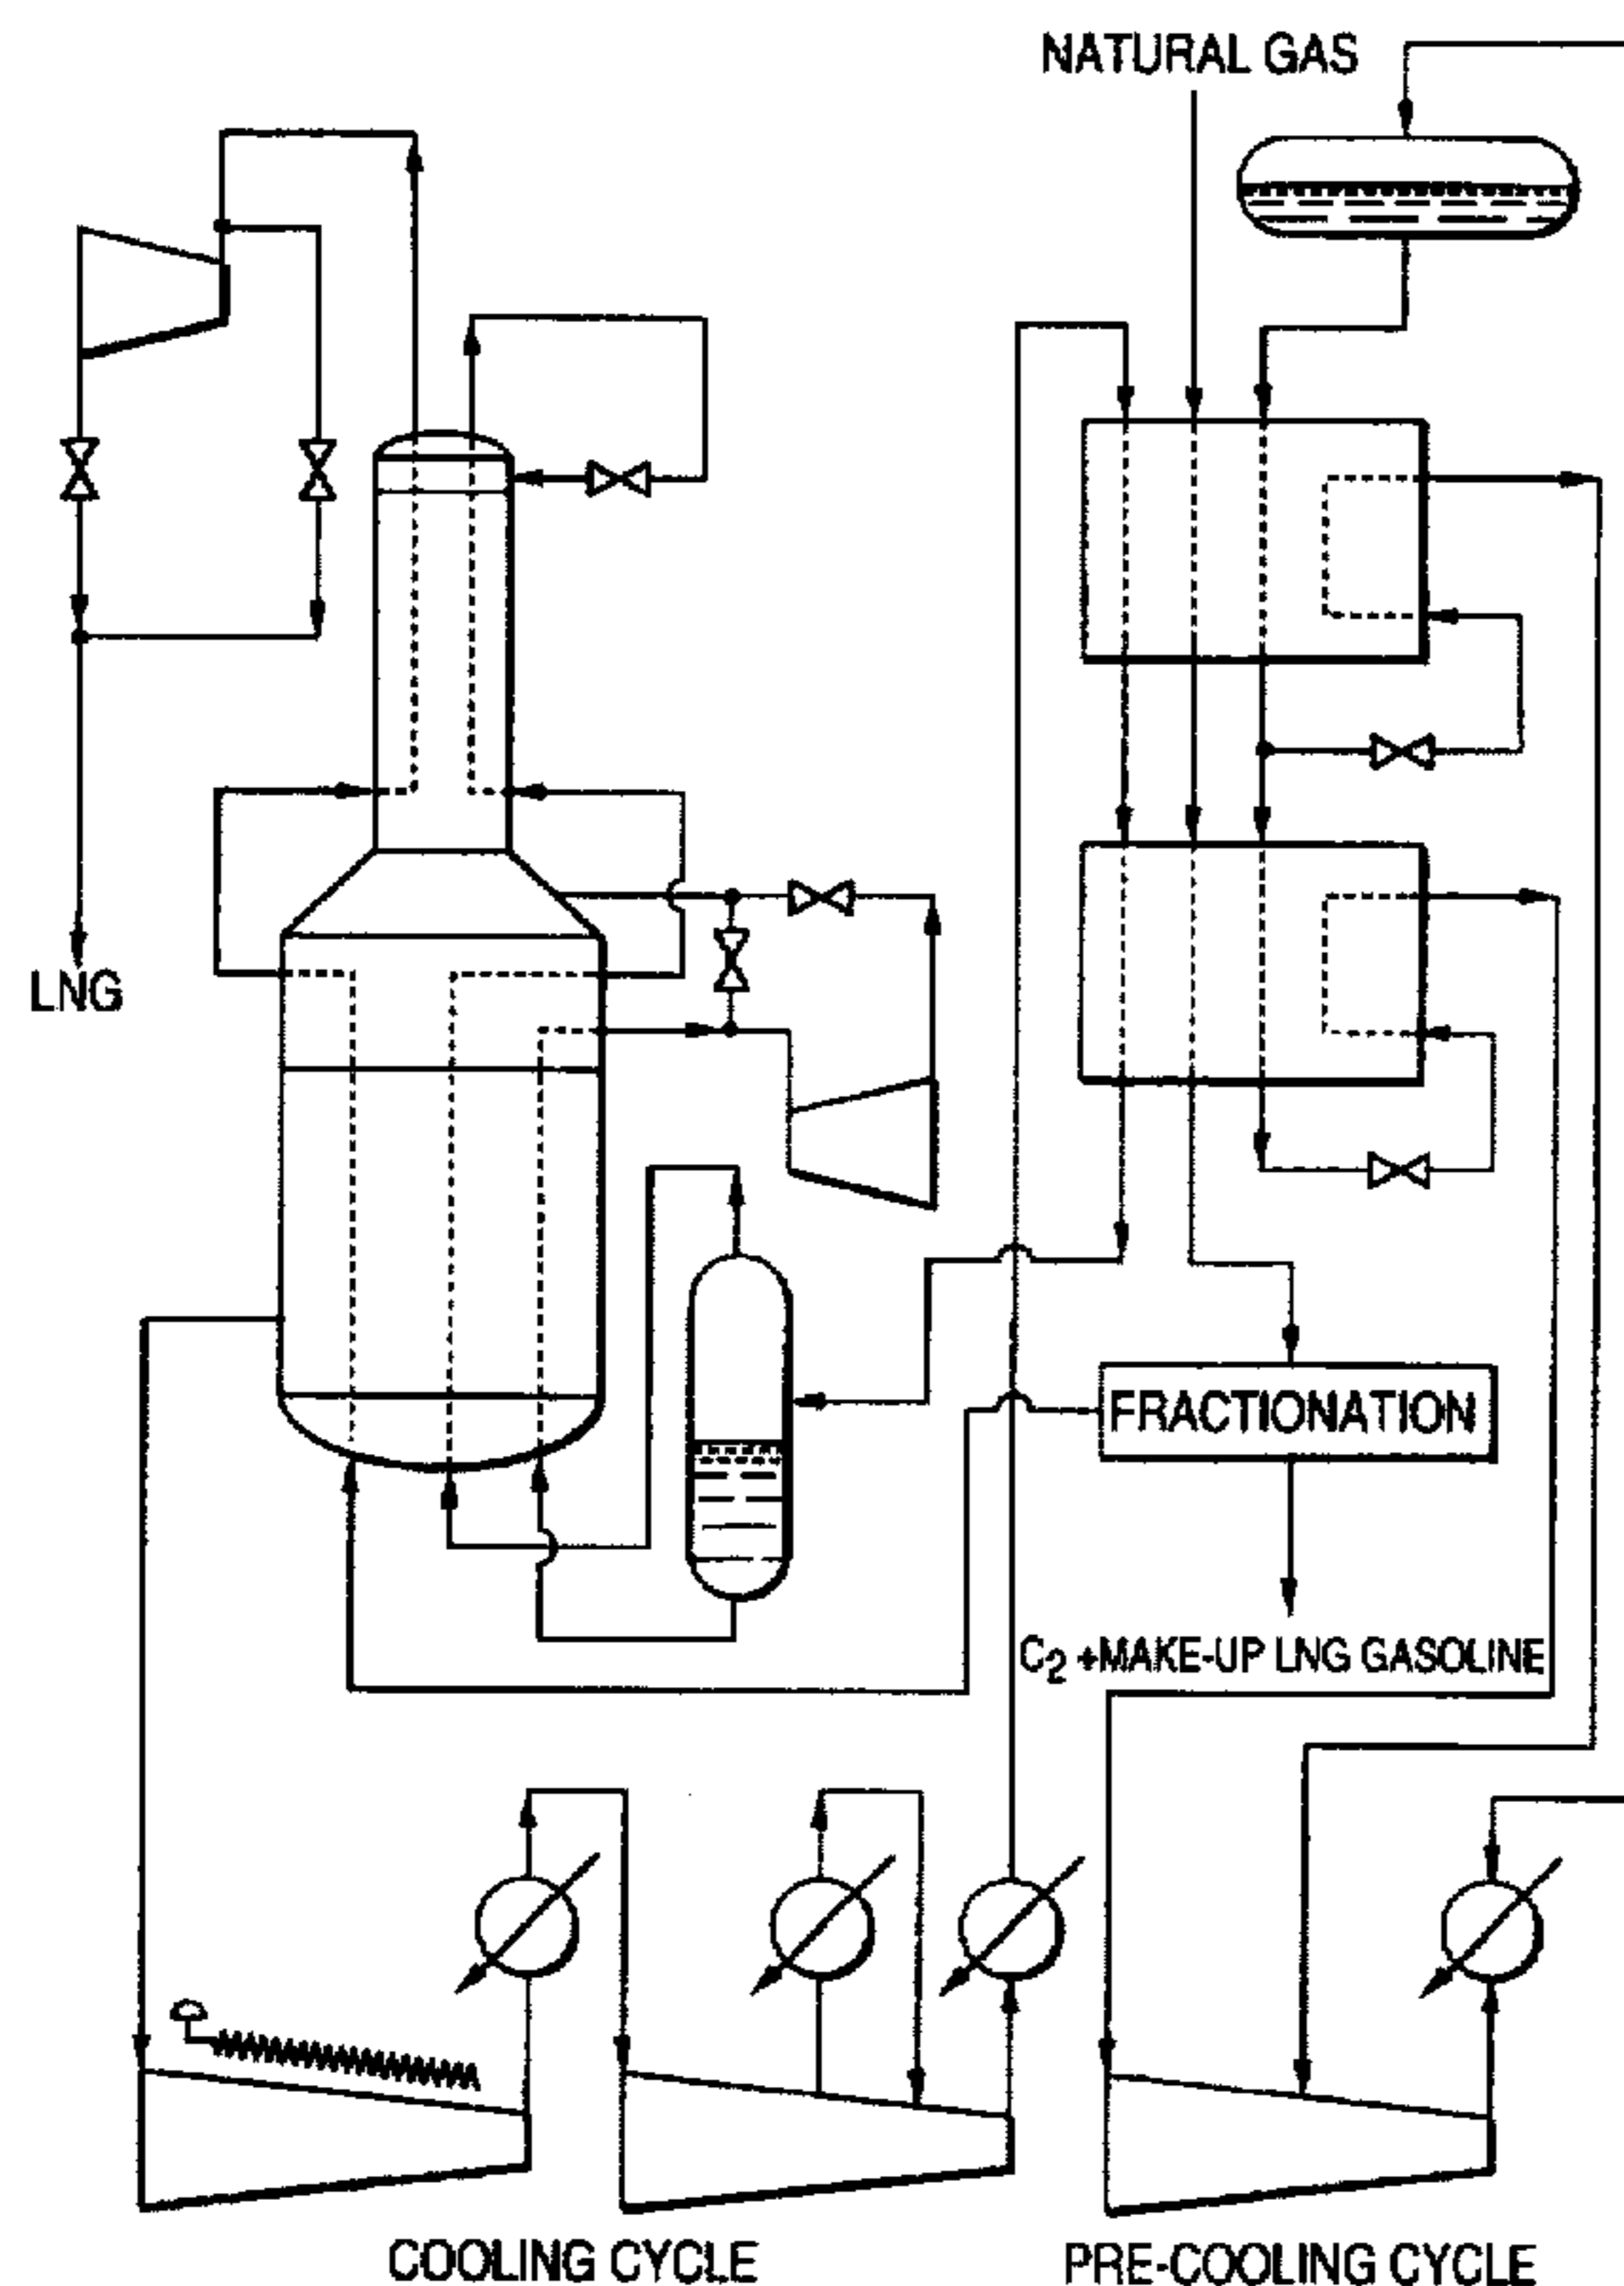 NATURAL GAS
LNG
FRACTIONATION
C₂ +MAKE-UP LNG GASOLINE
COOLING CYCLE
PRE-COOLING CYCLE